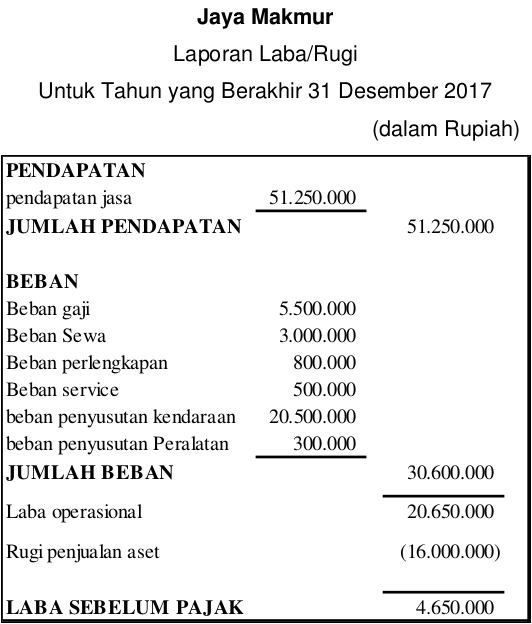 Jaya Makmur
Laporan Laba/Rugi
Untuk Tahun yang Berakhir 31 Desember 2017
(dalam Rupiah)
PENDAPATAN
pendapatan jasa 51.250.000
JUMLAH PENDAPATAN 51.250.000
BEBAN
Beban gaji 5.500.000
Beban Sewa 3.000.000
Beban perlengkapan 800.000
Beban service 500.000
beban penyusutan kendaraan 20.500.000
beban penyusutan Peralatan 300.000
JUMLAH BEBAN 30.600.000
Laba operasional 20.650.000
Rugi penjualan aset (16.000.000)
LABA SEBELUM PAJAK 4.650.000